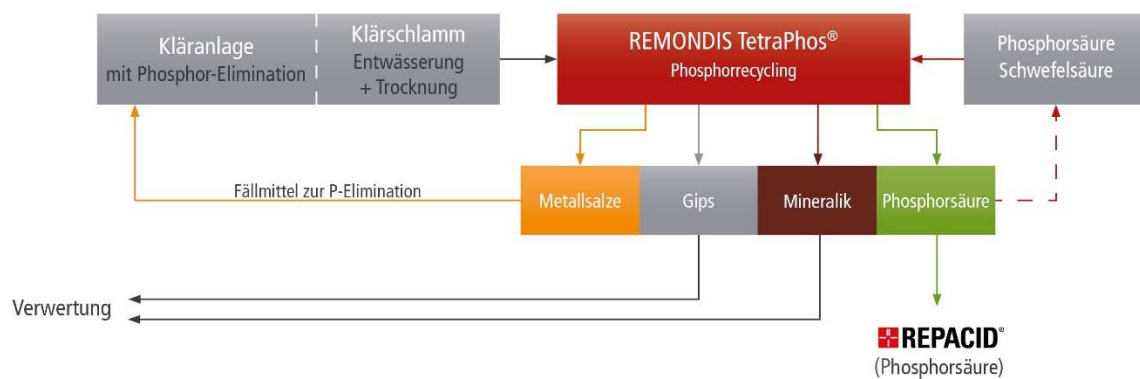 Kläranlage
mit Phosphor-Elimination
Klärschlamm
Entwässerung
+ Trocknung
REMONDIS TetraPhos®
Phosphorrecycling
Phosphorsäure
Schwefelsäure
Fällmittel zur P-Elimination
Metallsalze
Gips
Mineralik
Phosphorsäure
Verwertung
REPACID®
(Phosphorsäure)